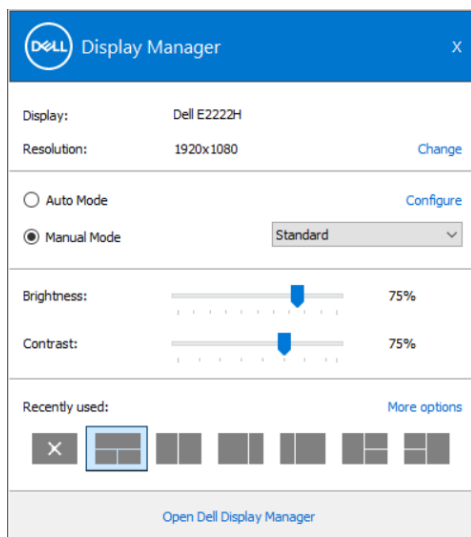 DELL Display Manager X
Display: Dell E2222H
Resolution: 1920x1080 Change
Auto Mode Configure
Manual Mode Standard
Brightness: 75%
Contrast: 75%
Recently used: More options
Open Dell Display Manager